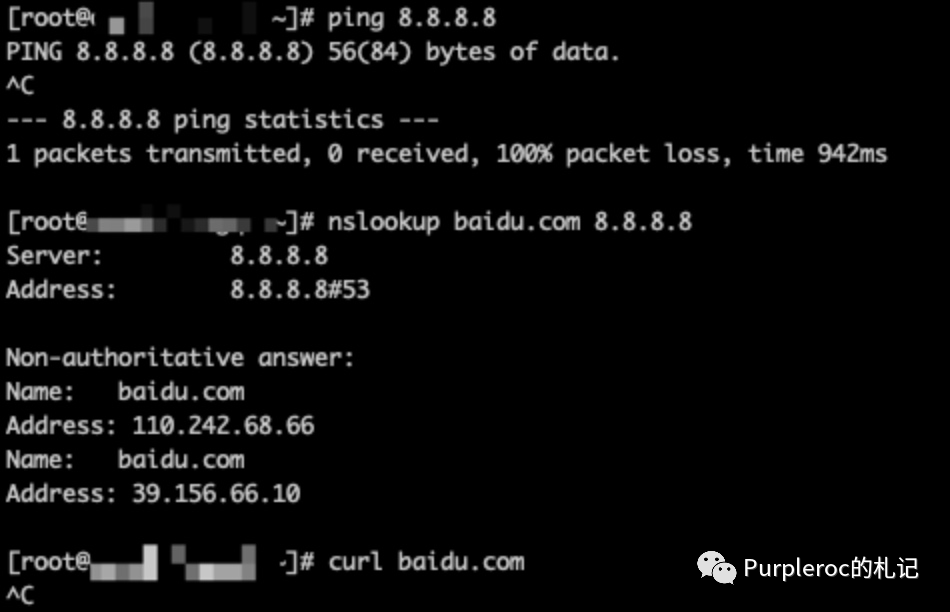 [root@ ~]# ping 8.8.8.8
PING 8.8.8.8 (8.8.8.8) 56(84) bytes of data.
^C
--- 8.8.8.8 ping statistics ---
1 packets transmitted, 0 received, 100% packet loss, time 942ms
[root@ ~]# nslookup baidu.com 8.8.8.8
Server: 8.8.8.8
Address: 8.8.8.8#53
Non-authoritative answer:
Name: baidu.com
Address: 110.242.68.66
Name: baidu.com
Address: 39.156.66.10
[root@ ~]# curl baidu.com
^C
Purpleroc的札记